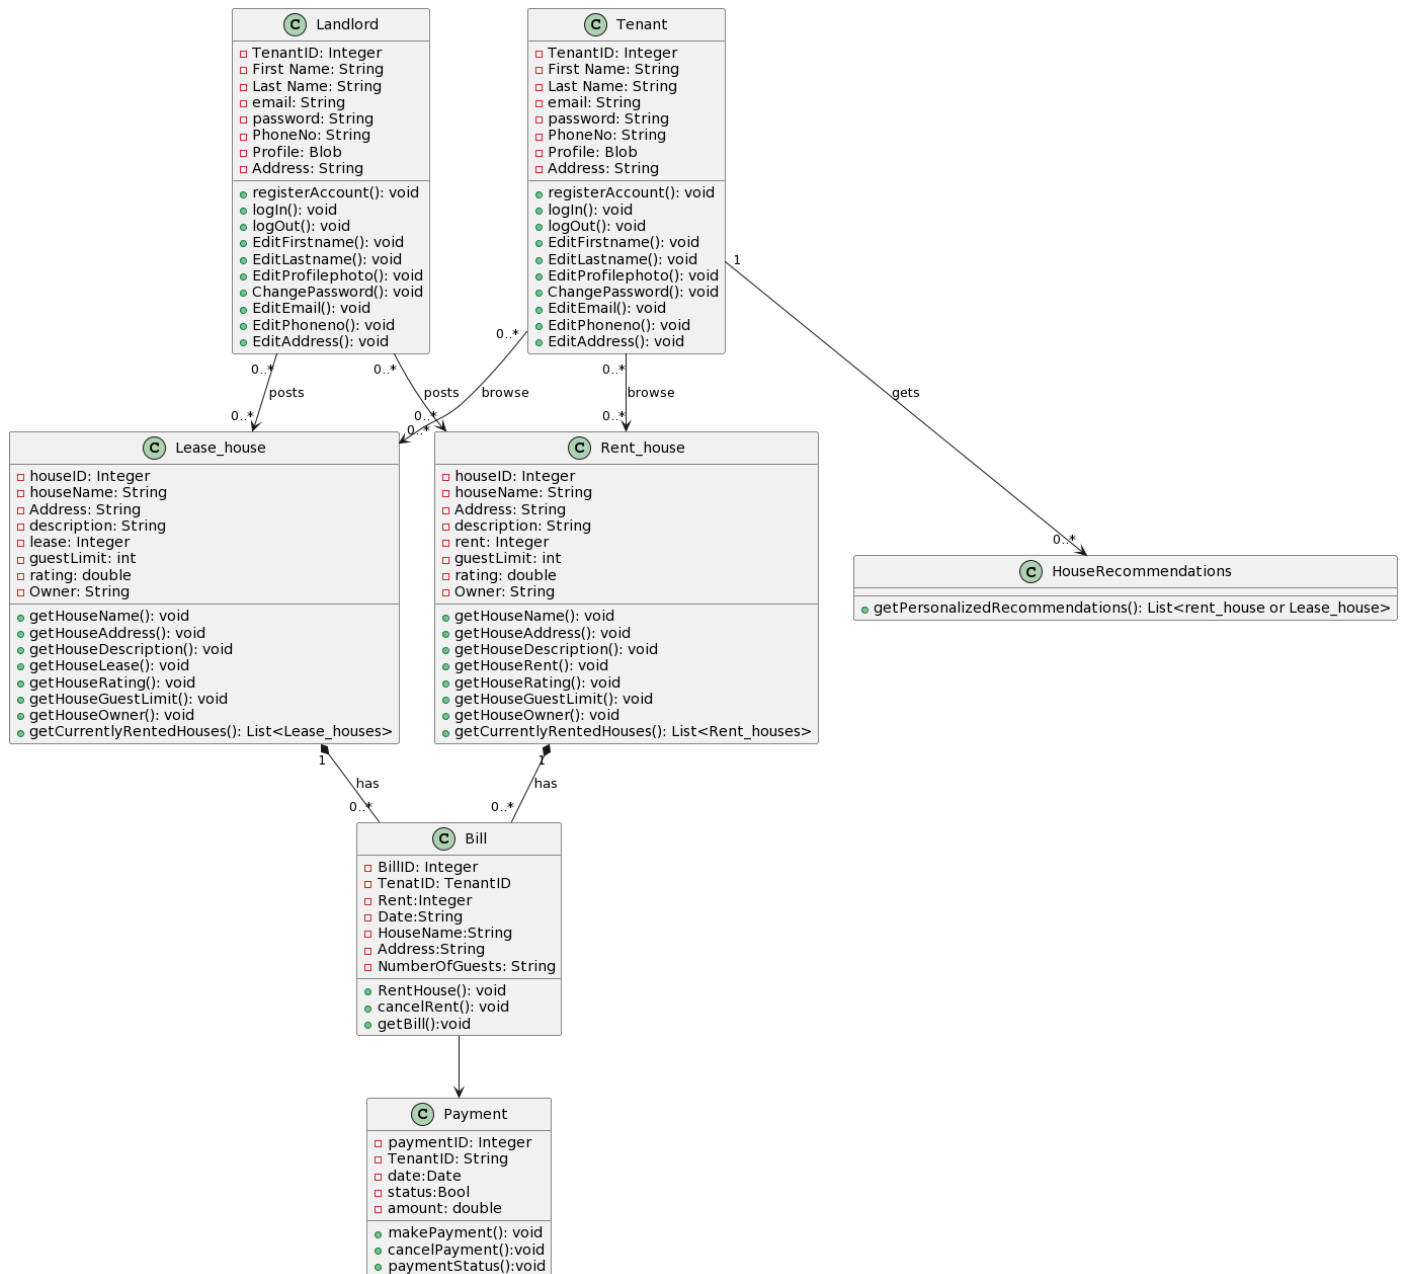 C Landlord
TenantID: Integer
First Name: String
Last Name: String
email: String
password: String
PhoneNo: String
Profile: Blob
Address: String
registerAccount(): void
logIn(): void
logOut(): void
EditFirstname(): void
EditLastname(): void
EditProfilephoto(): void
ChangePassword(): void
EditEmail(): void
EditPhoneno(): void
EditAddress(): void
C Tenant
TenantID: Integer
First Name: String
Last Name: String
email: String
password: String
PhoneNo: String
Profile: Blob
Address: String
registerAccount(): void
logIn(): void
logOut(): void
EditFirstname(): void
EditLastname(): void
EditProfilephoto(): void
ChangePassword(): void
EditEmail(): void
EditPhoneno(): void
EditAddress(): void
1
0..*
0..*
0..*
0..*
posts
posts
browse
browse
gets
0..*
0..*
0..*
0..*
0..*
C Lease_house
houseID: Integer
houseName: String
Address: String
description: String
lease: Integer
guestLimit: int
rating: double
Owner: String
getHouseName(): void
getHouseAddress(): void
getHouseDescription(): void
getHouseLease(): void
getHouseRating(): void
getHouseGuestLimit(): void
getHouseOwner(): void
getCurrentlyRentedHouses(): List<Lease_houses>
C Rent_house
houseID: Integer
houseName: String
Address: String
description: String
rent: Integer
guestLimit: int
rating: double
Owner: String
getHouseName(): void
getHouseAddress(): void
getHouseDescription(): void
getHouseRent(): void
getHouseRating(): void
getHouseGuestLimit(): void
getHouseOwner(): void
getCurrentlyRentedHouses(): List<Rent_houses>
C HouseRecommendations
getPersonalizedRecommendations(): List<rent_house or Lease_house>
1
1
has
has
0..*
0..*
C Bill
BillID: Integer
TenatID: TenantID
Rent:Integer
Date:String
HouseName:String
Address:String
NumberOfGuests: String
RentHouse(): void
cancelRent(): void
getBill():void
C Payment
paymentID: Integer
TenantID: String
date:Date
status:Bool
amount: double
makePayment(): void
cancelPayment():void
paymentStatus():void